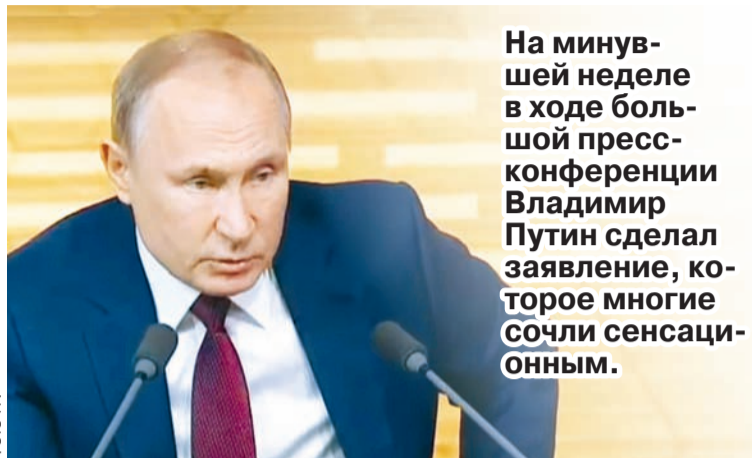 На минув-
шей неделе
в ходе боль-
шой пресс-
конференции
Владимир
Путин сделал
заявление, ко-
торое многие
сочли сенсаци-
онным.